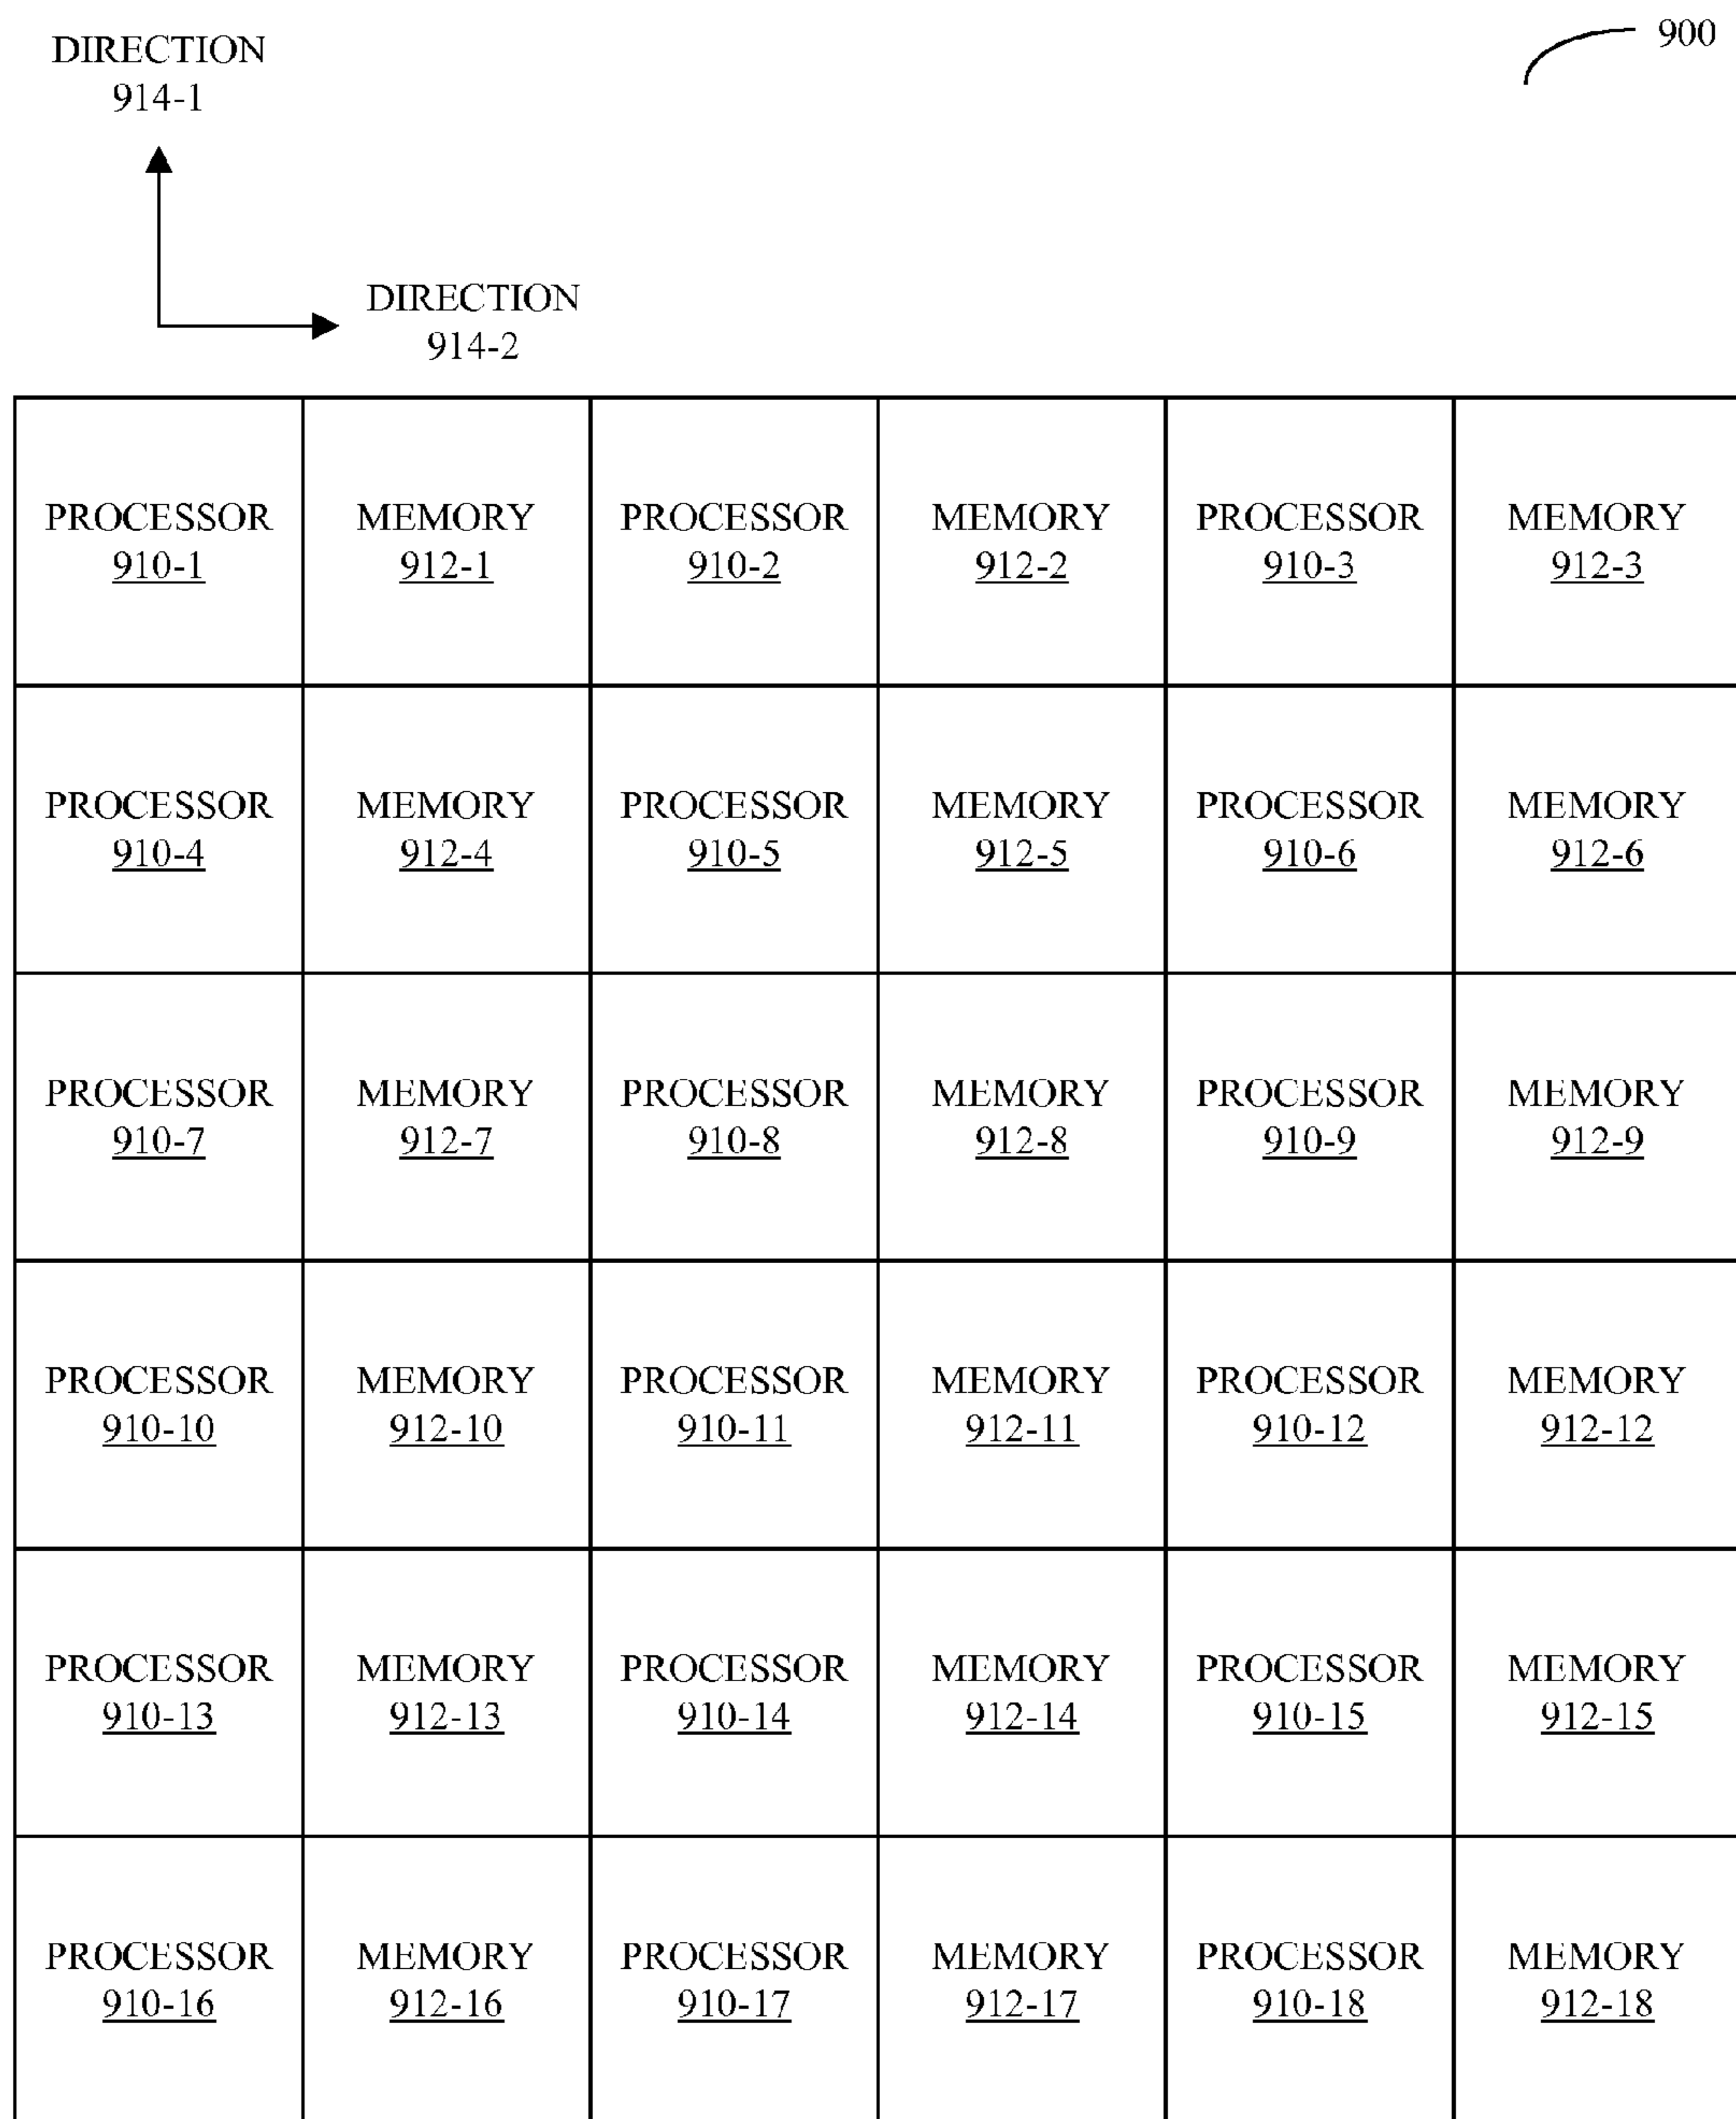 900
DIRECTION
914-1
DIRECTION
914-2
PROCESSOR
910-1
MEMORY
912-1
PROCESSOR
910-2
MEMORY
912-2
PROCESSOR
910-3
MEMORY
912-3
PROCESSOR
910-4
MEMORY
912-4
PROCESSOR
910-5
MEMORY
912-5
PROCESSOR
910-6
MEMORY
912-6
PROCESSOR
910-7
MEMORY
912-7
PROCESSOR
910-8
MEMORY
912-8
PROCESSOR
910-9
MEMORY
912-9
PROCESSOR
910-10
MEMORY
912-10
PROCESSOR
910-11
MEMORY
912-11
PROCESSOR
910-12
MEMORY
912-12
PROCESSOR
910-13
MEMORY
912-13
PROCESSOR
910-14
MEMORY
912-14
PROCESSOR
910-15
MEMORY
912-15
PROCESSOR
910-16
MEMORY
912-16
PROCESSOR
910-17
MEMORY
912-17
PROCESSOR
910-18
MEMORY
912-18